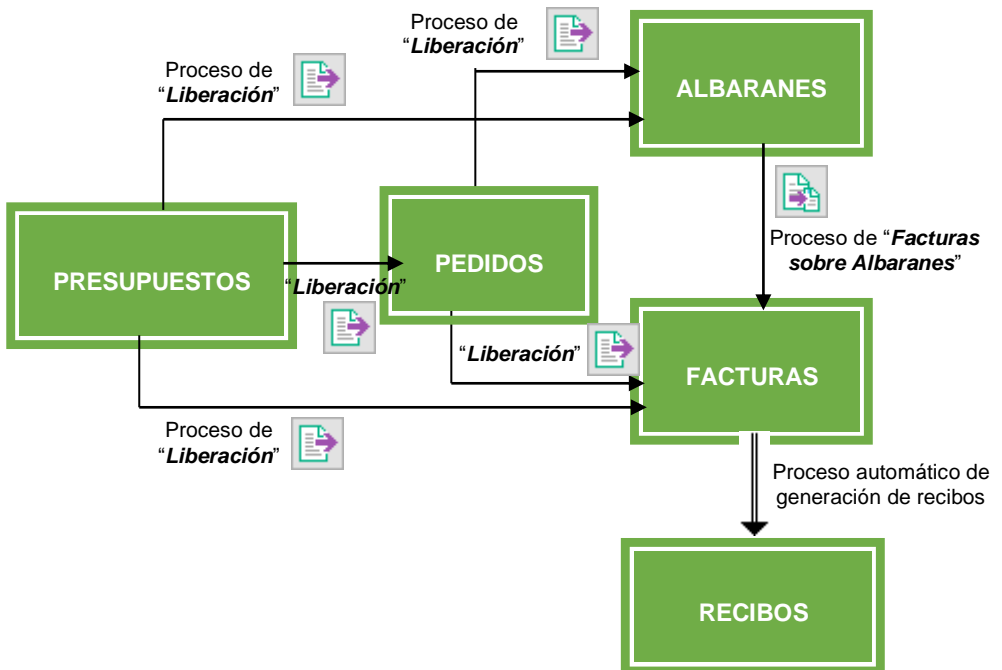 Proceso de
“Liberación”
Proceso de
“Liberación”
ALBARANES
Proceso de “Facturas
sobre Albaranes”
PRESUPUESTOS
“Liberación”
PEDIDOS
“Liberación”
FACTURAS
Proceso de
“Liberación”
Proceso automático de
generación de recibos
RECIBOS